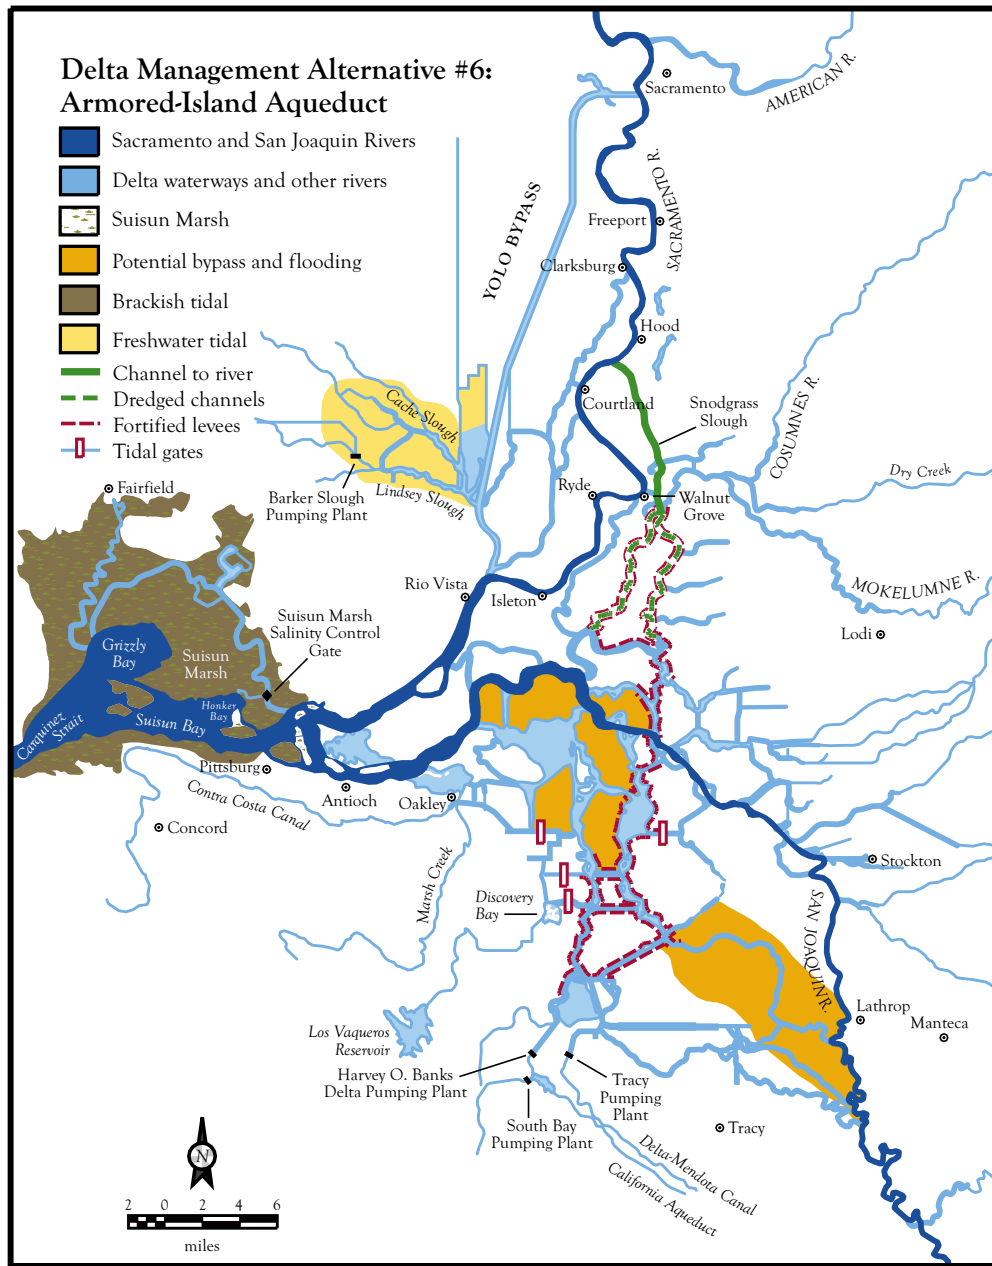 Delta Management Alternative #6:
Armored-Island Aqueduct
Sacramento and San Joaquin Rivers
Delta waterways and other rivers
Suisun Marsh
Potential bypass and flooding
Brackish tidal
Freshwater tidal
Channel to river
Dredged channels
Fortified levees
Tidal gates
Sacramento
AMERICAN R.
SACRAMENTO R.
YOLO BYPASS
Freeport
Clarksburg
Hood
Courtland
Snodgrass
Slough
COSUMNES R.
Dry Creek
Cache Slough
Lindsey Slough
Barker Slough
Pumping Plant
Ryde
Walnut
Grove
Fairfield
MOKELUMNE R.
Lodi
Rio Vista
Isleton
Suisun Marsh
Salinity Control
Gate
Grizzly
Bay
Suisun
Marsh
Honker
Bay
Suisun Bay
Carquinez
Strait
Pittsburg
Antioch
Oakley
Contra Costa Canal
Concord
Marsh Creek
Discovery
Bay
Stockton
SAN JOAQUIN R.
Lathrop
Manteca
Los Vaqueros
Reservoir
Harvey O. Banks
Delta Pumping Plant
Tracy
Pumping
Plant
South Bay
Pumping Plant
Tracy
Delta-Mendota Canal
California Aqueduct
N
2 0 2 4 6
miles